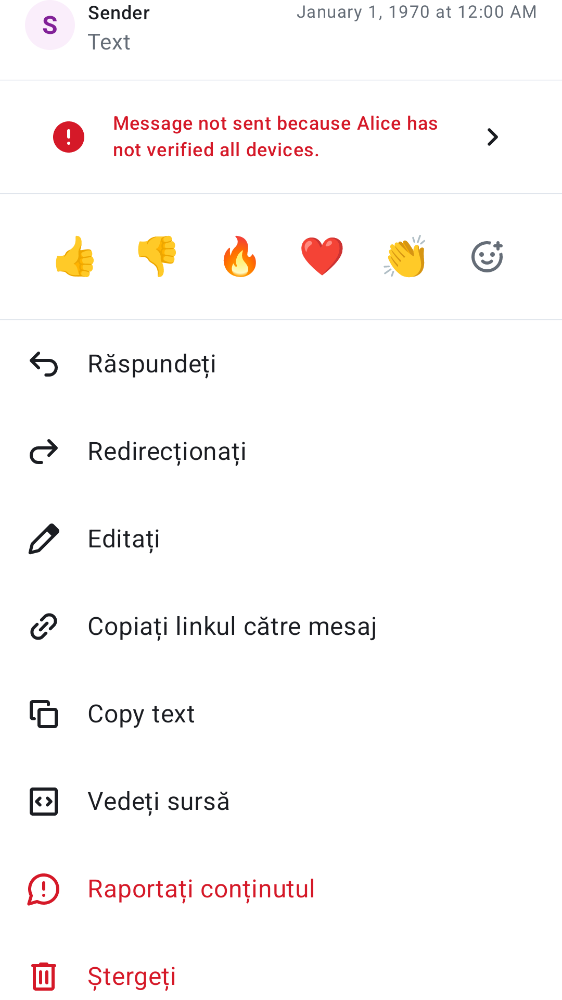 S
Sender
January 1, 1970 at 12:00 AM
Text
Message not sent because Alice has
not verified all devices.
Răspundeți
Redirecționați
Editați
Copiați linkul către mesaj
Copy text
Vedeți sursă
Raportați conținutul
Ștergeți